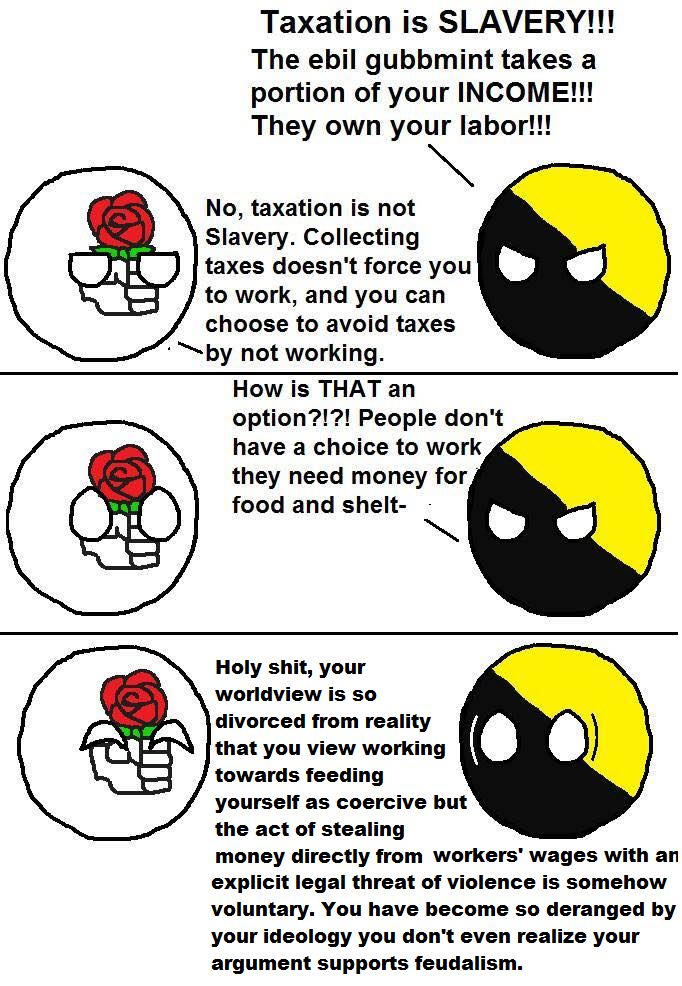 Taxation is SLAVERY!!!
The ebil gubbmint takes a
portion of your INCOME!!!
They own your labor!!!
No, taxation is not
Slavery. Collecting
taxes doesn't force you
to work, and you can
choose to avoid taxes
by not working.
How is THAT an
option?!?! People don't
have a choice to work
they need money for
food and shelt-
Holy shit, your
worldview is so
divorced from reality
that you view working
towards feeding
yourself as coercive but
the act of stealing
money directly from workers' wages with an
explicit legal threat of violence is somehow
voluntary. You have become so deranged by
your ideology you don't even realize your
argument supports feudalism.